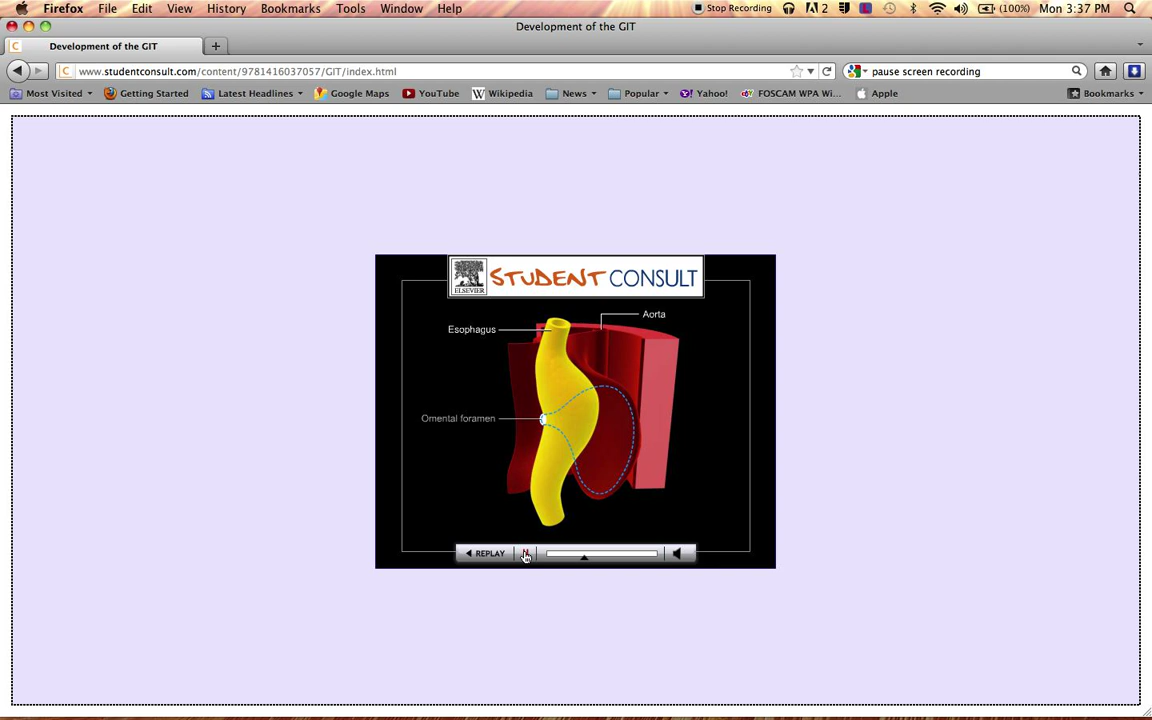 Firefox File Edit View History Bookmarks Tools Window Help Stop Recording 2 (100%) Mon 3:37 PM
Development of the GIT
Development of the GIT +
www.studentconsult.com/content/9781416037057/GIT/index.html pause screen recording
Most Visited Getting Started Latest Headlines Google Maps YouTube Wikipedia News Popular Yahoo! FOSCAM WPA Wi... Apple Bookmarks
ELSEVIER STUDENT CONSULT
Aorta
Esophagus
Omental foramen
REPLAY